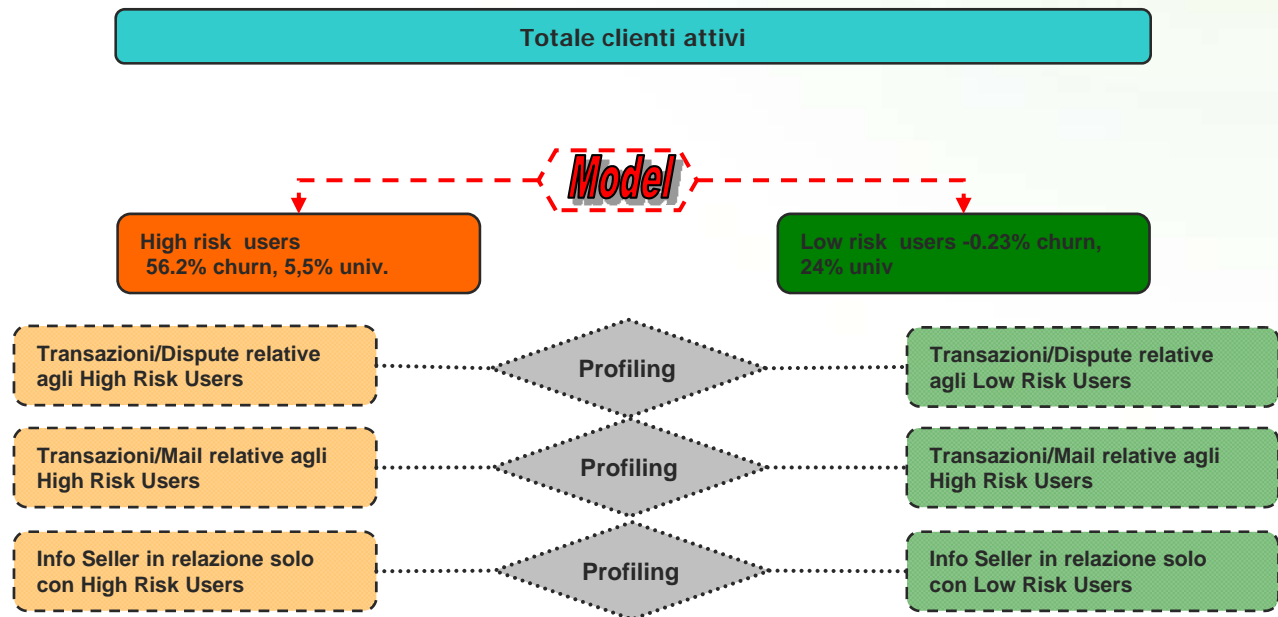 Totale clienti attivi
Model
High risk users
56.2% churn, 5,5% univ.
Low risk users -0.23% churn,
24% univ
Transazioni/Dispute relative
agli High Risk Users
Profiling
Transazioni/Dispute relative
agli Low Risk Users
Transazioni/Mail relative agli
High Risk Users
Profiling
Transazioni/Mail relative agli
High Risk Users
Info Seller in relazione solo
con High Risk Users
Profiling
Info Seller in relazione solo
con Low Risk Users